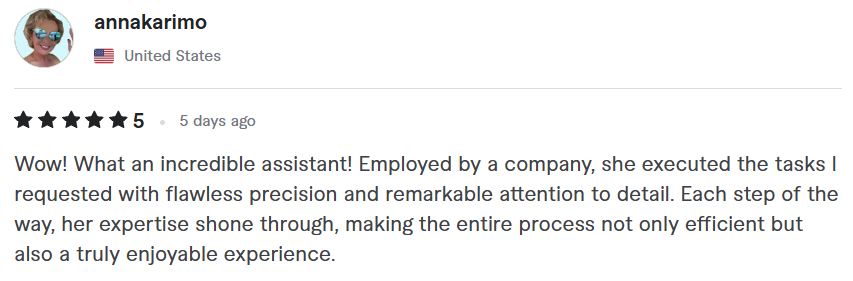 annakarimo
United States
5 • 5 days ago
Wow! What an incredible assistant! Employed by a company, she executed the tasks I
requested with flawless precision and remarkable attention to detail. Each step of the
way, her expertise shone through, making the entire process not only efficient but
also a truly enjoyable experience.